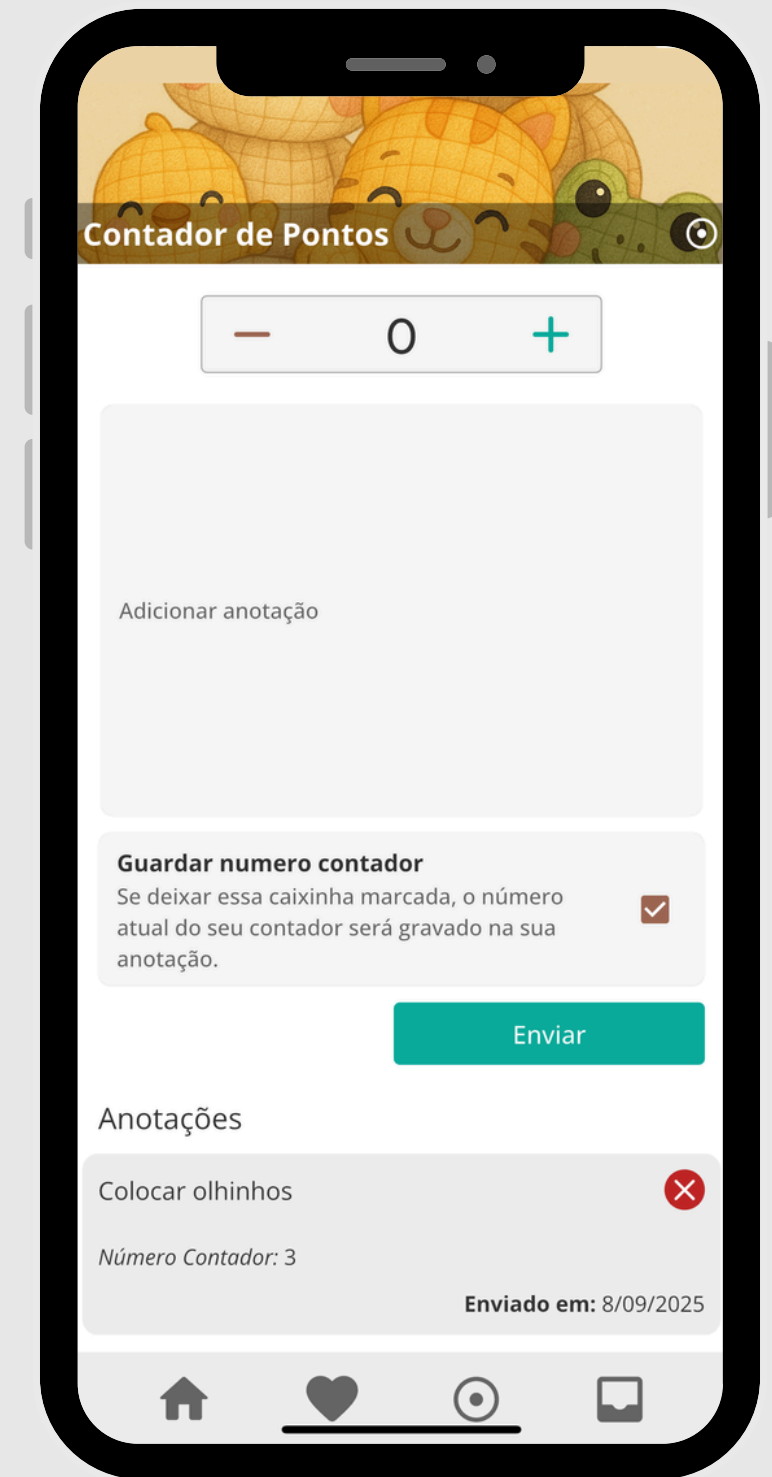 Contador de Pontos
0
Adicionar anotação
Guardar numero contador
Se deixar essa caixinha marcada, o número
atual do seu contador será gravado na sua
anotação.
Enviar
Anotações
Colocar olhinhos
Número Contador: 3
Enviado em: 8/09/2025